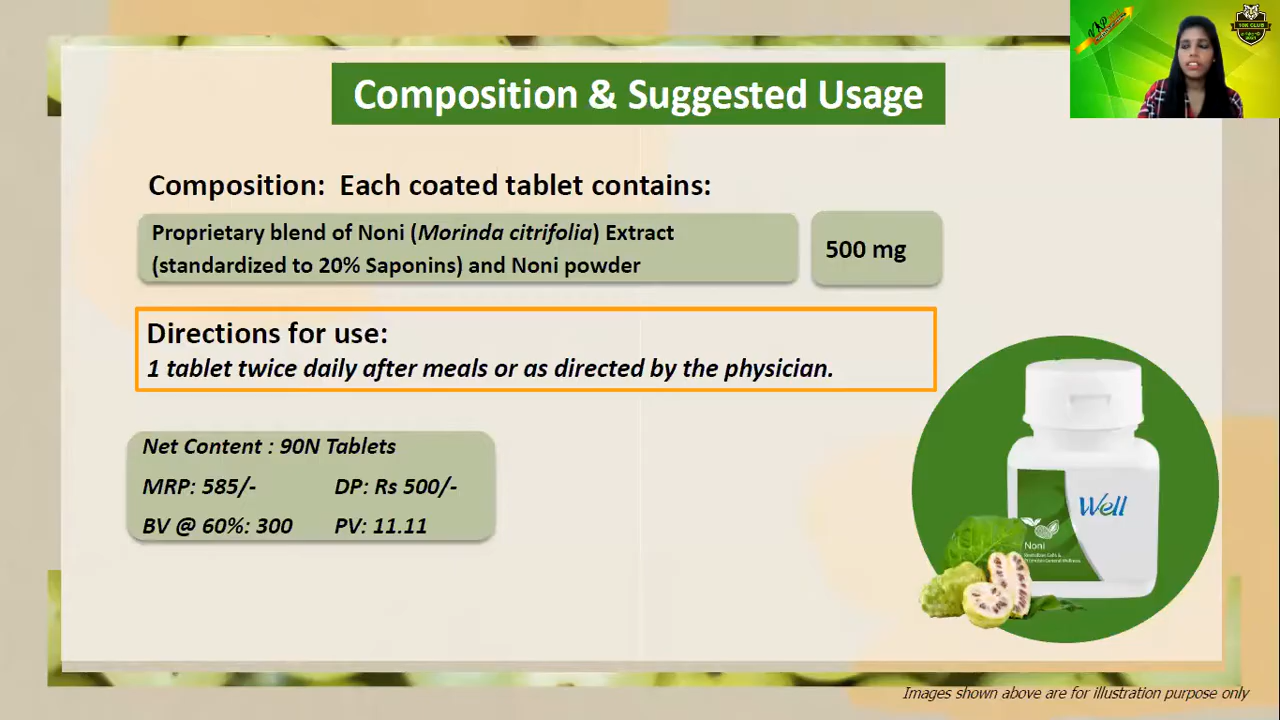 Composition & Suggested Usage
Composition:  Each coated tablet contains:
Proprietary blend of Noni (Morinda citrifolia) Extract
(standardized to 20% Saponins) and Noni powder
500 mg
Directions for use:
1 tablet twice daily after meals or as directed by the physician.
Net Content : 90N Tablets
MRP: 585/- DP: Rs 500/-
BV @ 60%: 300 PV: 11.11
Well
Noni
Images shown above are for illustration purpose only